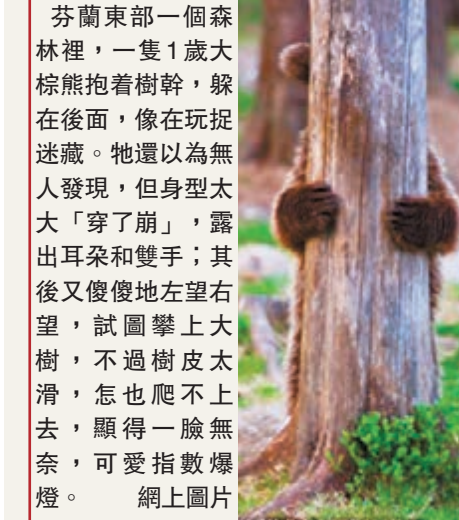 芬蘭東部一個森
林裡，一隻1歲大
棕熊抱着樹幹，躲
在後面，像在玩捉
迷藏。牠還以為無
人發現，但身型太
大「穿了崩」，露
出耳朵和雙手；其
後又傻傻地左望右
望，試圖攀上大
樹，不過樹皮太
滑，怎也爬不上
去，顯得一臉無
奈，可愛指數爆
燈。 網上圖片